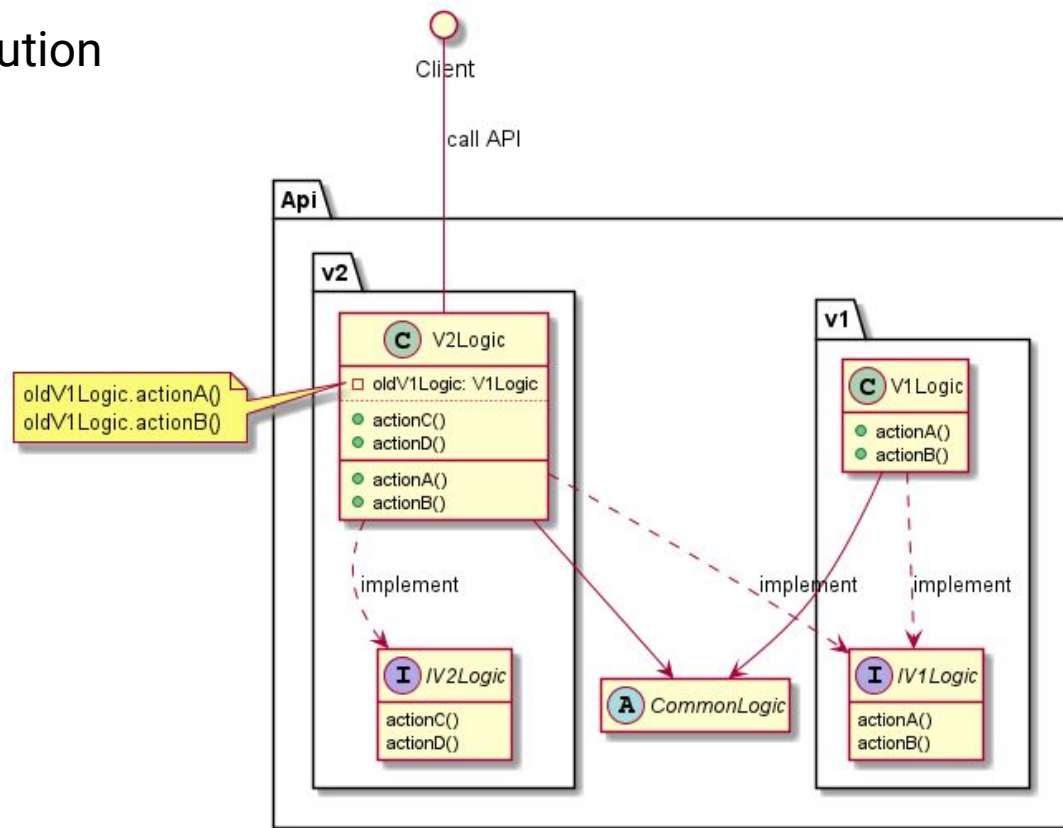 ution
Client
call API
Api
v2
v1
C V2Logic
oldV1Logic: V1Logic
actionC()
actionD()
actionA()
actionB()
oldV1Logic.actionA()
oldV1Logic.actionB()
C V1Logic
actionA()
actionB()
implement
implement
implement
I IV2Logic
actionC()
actionD()
A CommonLogic
I IV1Logic
actionA()
actionB()